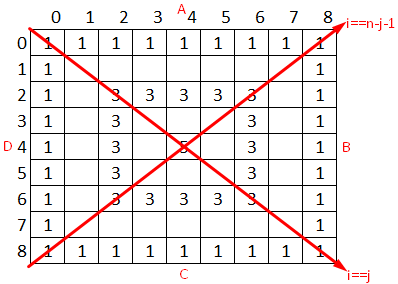 A
0 1 2 3 4 5 6 7 8
i==n-j-1
0 1 1 1 1 1 1 1 1 1
1 1 1
2 1 3 3 3 3 3 1
3 1 3 3 1
D 4 1 3 5 3 1 B
5 1 3 3 1
6 1 3 3 3 3 3 1
7 1 1
8 1 1 1 1 1 1 1 1 1
C
i==j